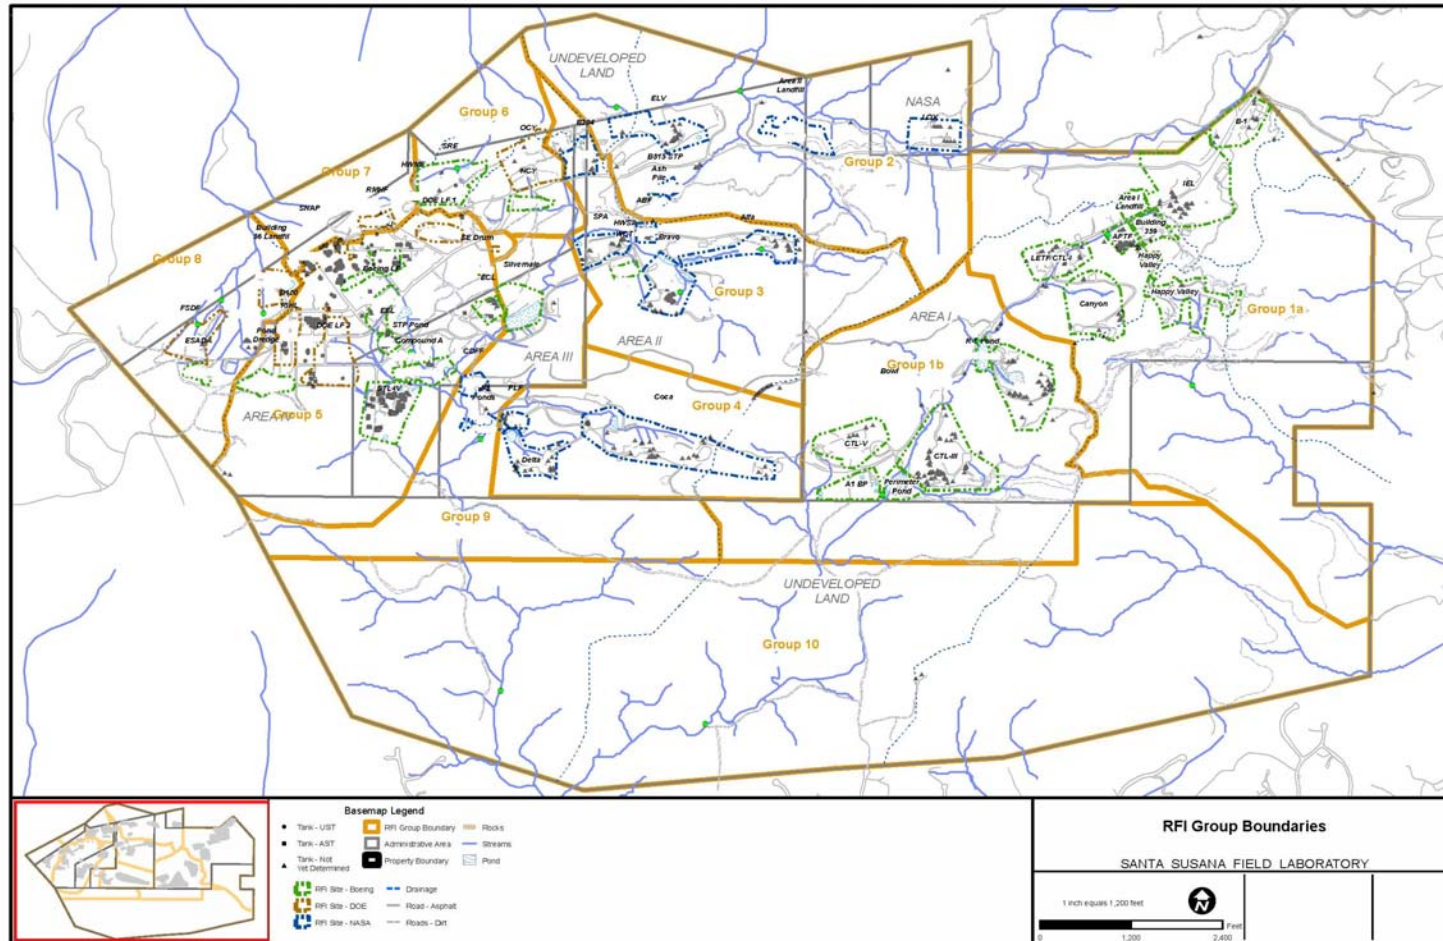 UNDEVELOPED
LAND
Area II
Landfill
NASA
ELV
LOX
B-1
Group 6
OCY
SRE
B204
B515 STP
Ash
Pile
Group 2
HWMF
NCY
Group 7
RMHF
DOE LF 1
ABF
IEL
Area I
Landfill
SNAP
SPA
HWSA
Alfa
Building
56 Landfill
SE Drum
Bravo
APTF
Building
359
Boeing LF
Silvernale
LETF/CTL-I
Happy
Valley
Group 8
ECL
Group 3
Canyon
Happy Valley
Group 1a
FSDF
EEL
AREA I
DOE LF 3
STP Pond
ESADA
Pond
Dredge
Compound A
AREA II
CDFF
AREA III
R-1 Pond
Bowl
Group 1b
STL-IV
PLF
R-2
Ponds
Coca
Group 4
AREA IV
Group 5
CTL-V
Delta
CTL-III
A1 BP
Perimeter
Pond
Group 9
UNDEVELOPED
LAND
Group 10
Basemap Legend
Tank - UST
RFI Group Boundary
Rocks
Tank - AST
Administrative Area
Streams
Tank - Not
Yet Determined
Property Boundary
Pond
RFI Site - Boeing
Drainage
RFI Site - DOE
Road - Asphalt
RFI Site - NASA
Roads - Dirt
RFI Group Boundaries
SANTA SUSANA FIELD LABORATORY
1 inch equals 1,200 feet
N
Feet
0
1,200
2,400